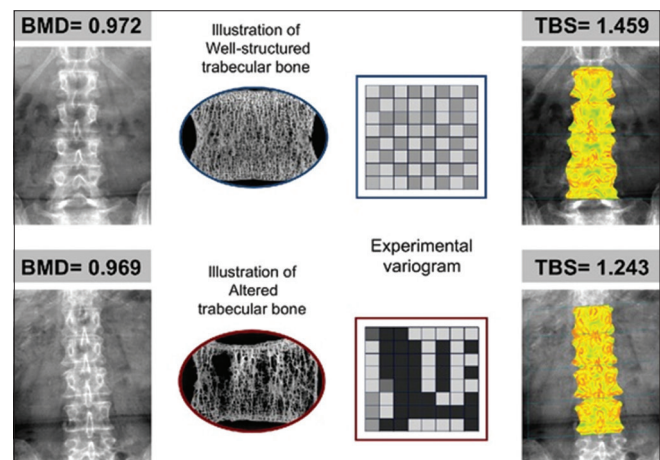 BMD= 0.972
Illustration of
Well-structured
trabecular bone
TBS= 1.459
Experimental
variogram
BMD= 0.969
Illustration of
Altered
trabecular bone
TBS= 1.243